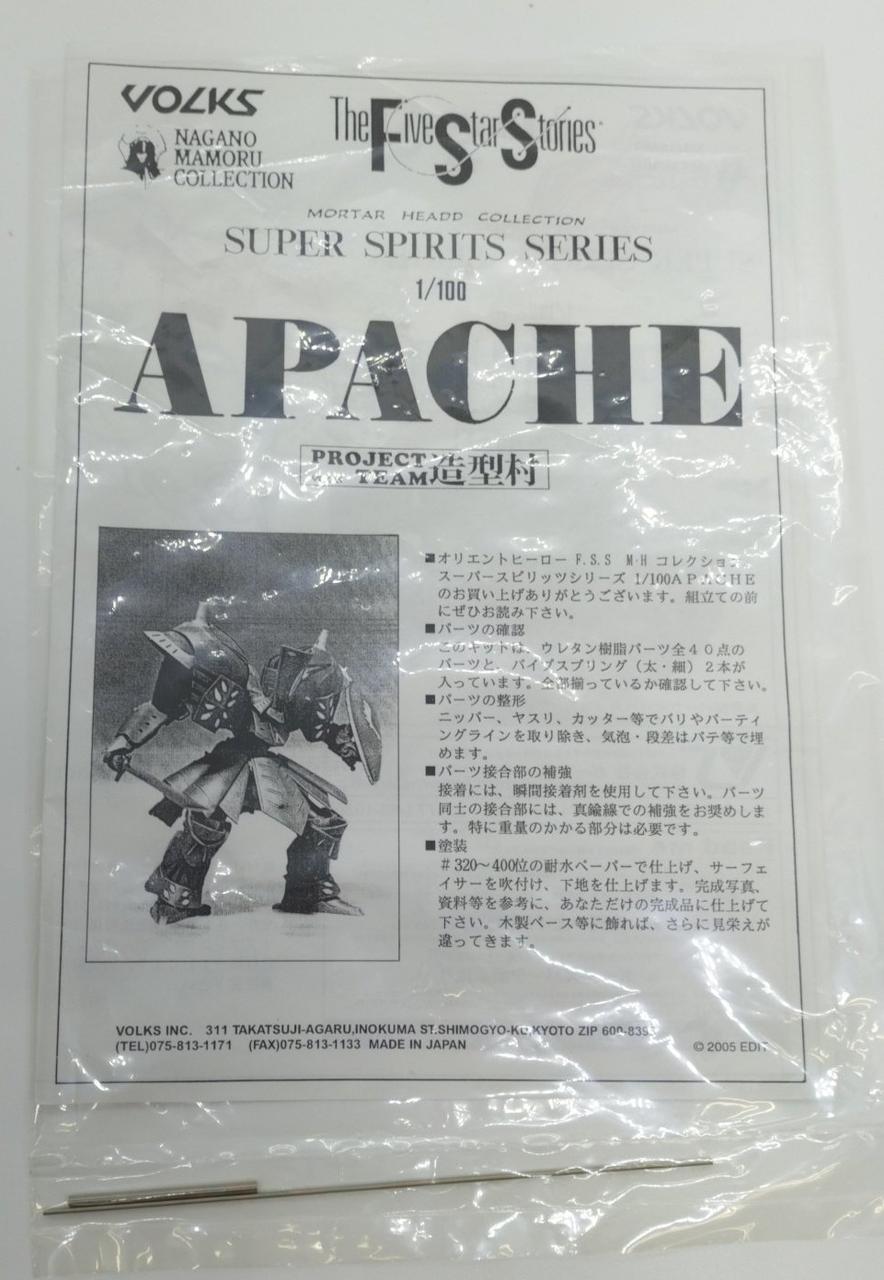 VOLKS
NAGANO
MAMORU
COLLECTION
The Five Star Stories
MORTAR HEADD COLLECTION
SUPER SPIRITS SERIES
1/100
APACHE
PROJECT
TEAM造型村
■オリエントヒーロー F.S.S M·H コレクション
スーパースピリッツシリーズ 1/100APACHE
のお買い上げありがとうございます。組立ての前
にぜひお読み下さい。
■パーツの確認
このキットは、ウレタン樹脂パーツ全40点の
パーツと、パイプスプリング（太・細）2本が
入っています。全部揃っているか確認して下さい。
■パーツの整形
ニッパー、ヤスリ、カッター等でバリやパーティ
ングラインを取り除き、気泡・段差はパテ等で埋
めます。
■パーツ接合部の補強
接着には、瞬間接着剤を使用して下さい。パーツ
同士の接合部には、真鍮線での補強をお奨めしま
す。特に重量のかかる部分は必要です。
■塗装
＃320～400位の耐水ペーパーで仕上げ、サーフェ
イサーを吹付け、下地を仕上げます。完成写真、
資料等を参考に、あなただけの完成品に仕上げて
下さい。木製ベース等に飾れば、さらに見栄えが
違ってきます。
VOLKS INC. 311 TAKATSUJI-AGARU,INOKUMA ST.SHIMOGYO-KU,KYOTO ZIP
(TEL)075-813-1171 (FAX)075-813-1133 MADE IN JAPAN
© 2005 EDIT